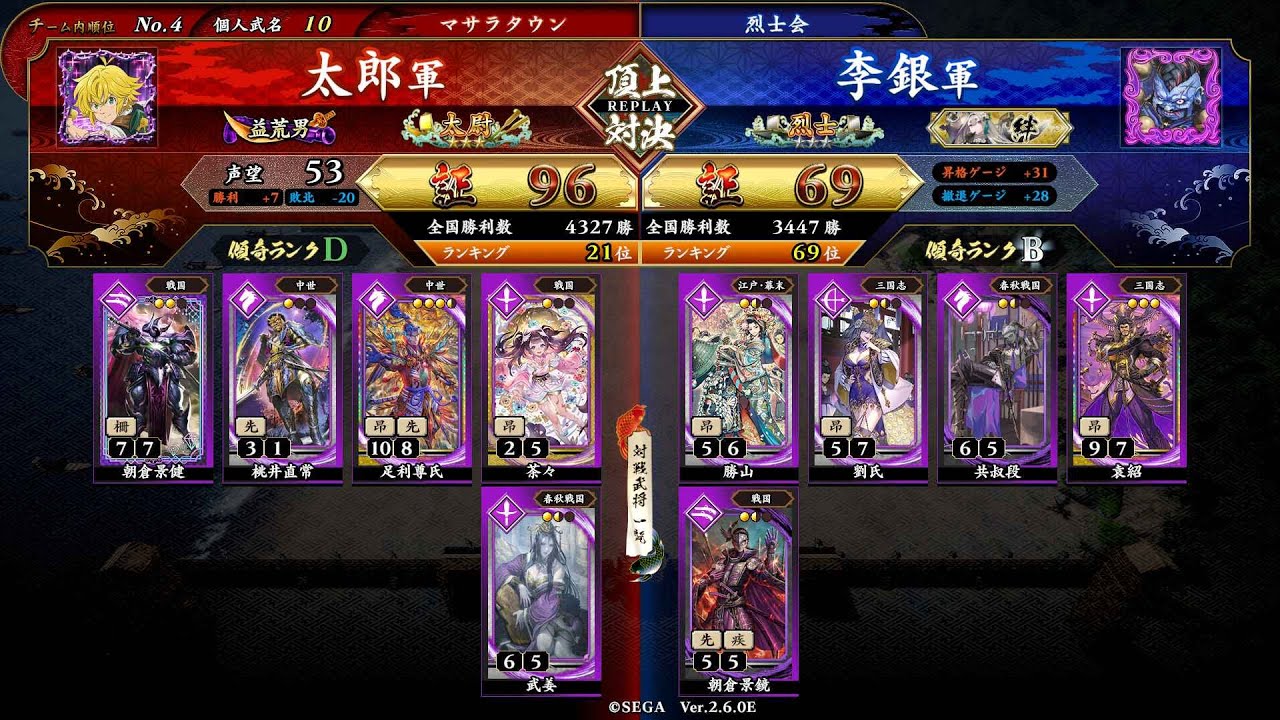 チーム内順位 No.4 個人武名 10 マサラタウン 烈士会
太郎軍 頂上 REPLAY 対決 李銀軍
益荒男 大尉 烈士 絆
声望 53 証 96 証 69 昇格ゲージ +31
勝利 +7 敗北 -20 撤退ゲージ +28
全国勝利数 4327勝 全国勝利数 3447勝
傾奇ランクD ランキング 21位 ランキング 69位 傾奇ランクB
戦国 中世 中世 戦国 江戸・幕末 三国志 春秋戦国 三国志
柵 先 昂 先 昂 昂 昂 昂
7 7 3 1 10 8 2 5 5 6 5 7 6 5 9 7
朝倉景健 桃井直常 足利尊氏 茶々 勝山 劉氏 共叔段 袁紹
対戦武将一覧
春秋戦国 戦国
先 疾
6 5 5 5
武姜 朝倉景鏡
©SEGA Ver.2.6.0E